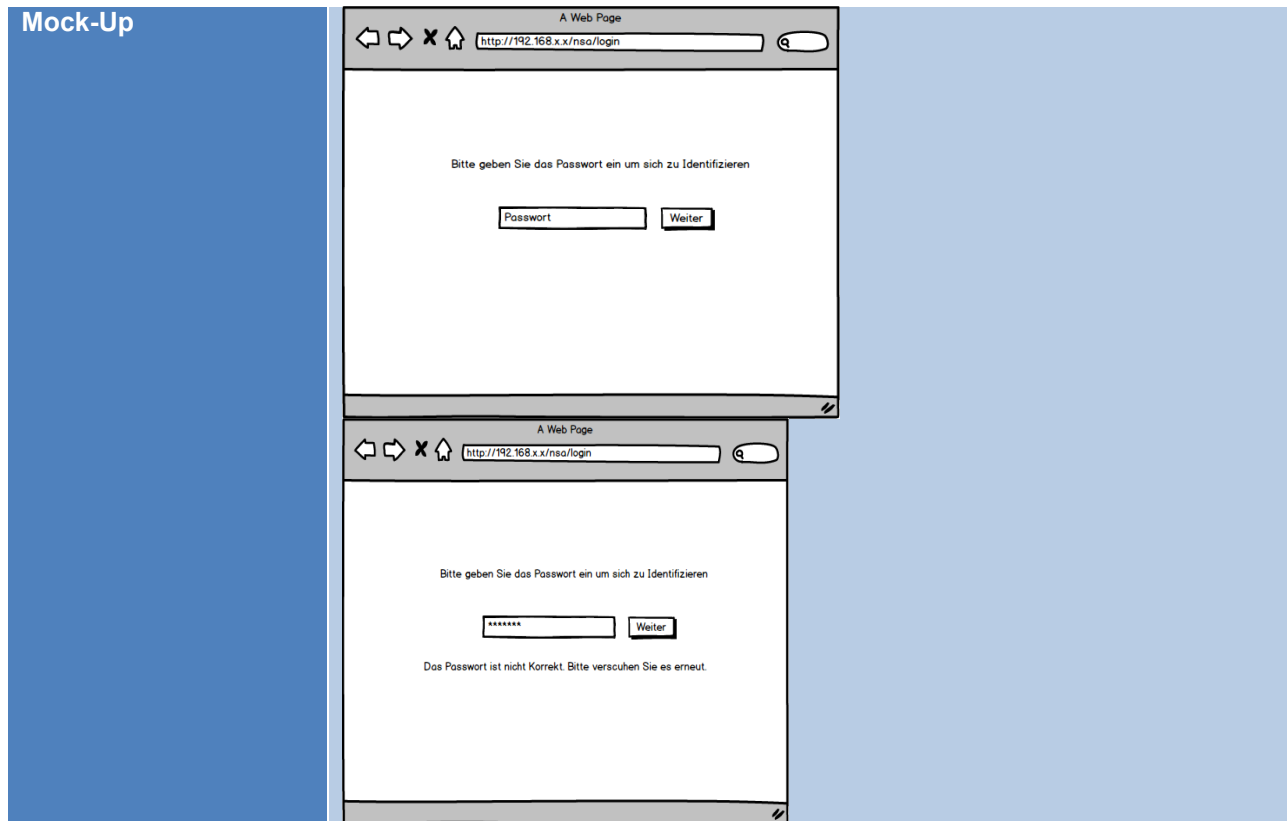 Mock-Up
A Web Page
http://192.168.x.x/nsa/login
Bitte geben Sie das Passwort ein um sich zu Identifizieren
Passwort
Weiter
A Web Page
http://192.168.x.x/nsa/login
Bitte geben Sie das Passwort ein um sich zu Identifizieren
*******
Weiter
Das Passwort ist nicht Korrekt. Bitte verscuhen Sie es erneut.